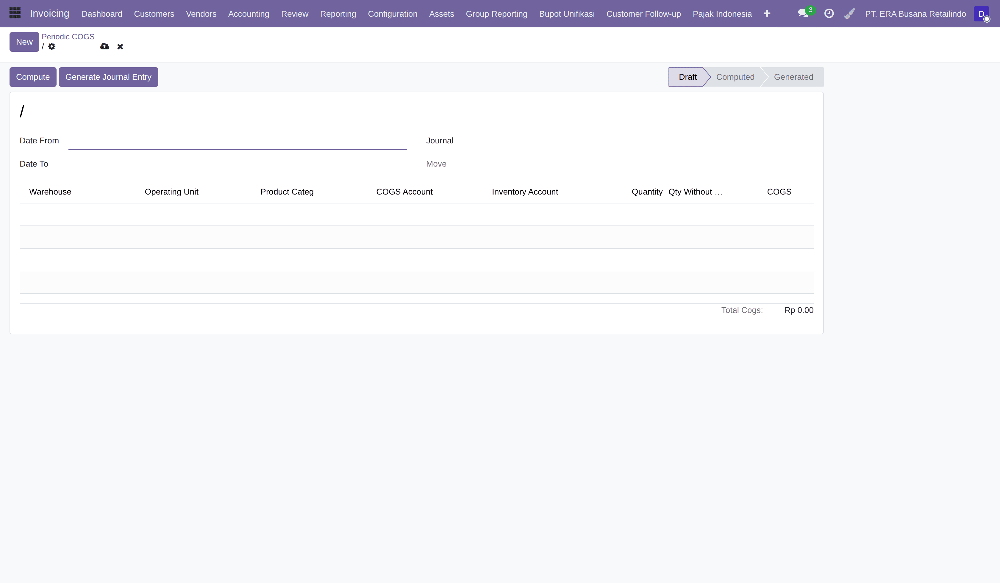 Invoicing Dashboard Customers Vendors Accounting Review Reporting Configuration Assets Group Reporting Bupot Unifikasi Customer Follow-up Pajak Indonesia 3 PT. ERA Busana Retailindo D
New Periodic COGS
/
Compute Generate Journal Entry Draft Computed Generated
/
Date From Journal
Date To Move
Warehouse Operating Unit Product Categ COGS Account Inventory Account Quantity Qty Without … COGS
Total Cogs: Rp 0.00